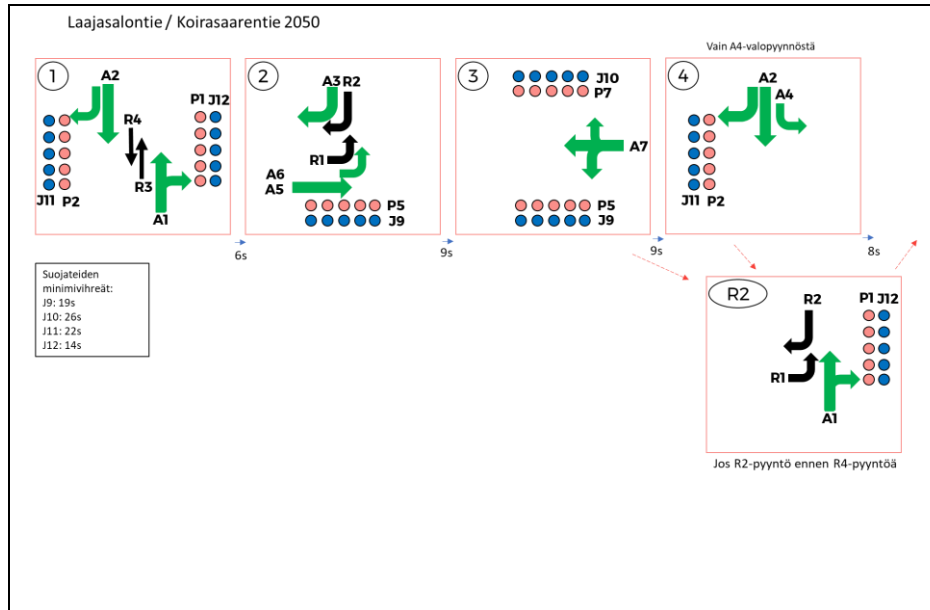 Laajasalontie / Koirasaarentie 2050
Vain A4-valopyynnöstä
1
A2
R4
P1 J12
J11 P2
R3
A1
2
A3 R2
R1
A6
A5
P5
J9
3
J10
P7
A7
P5
J9
4
A2
A4
J11 P2
6s
9s
9s
8s
Suojateiden
minimivihreät:
J9: 19s
J10: 26s
J11: 22s
J12: 14s
R2
R2
P1 J12
R1
A1
Jos R2-pyyntö ennen R4-pyyntöä